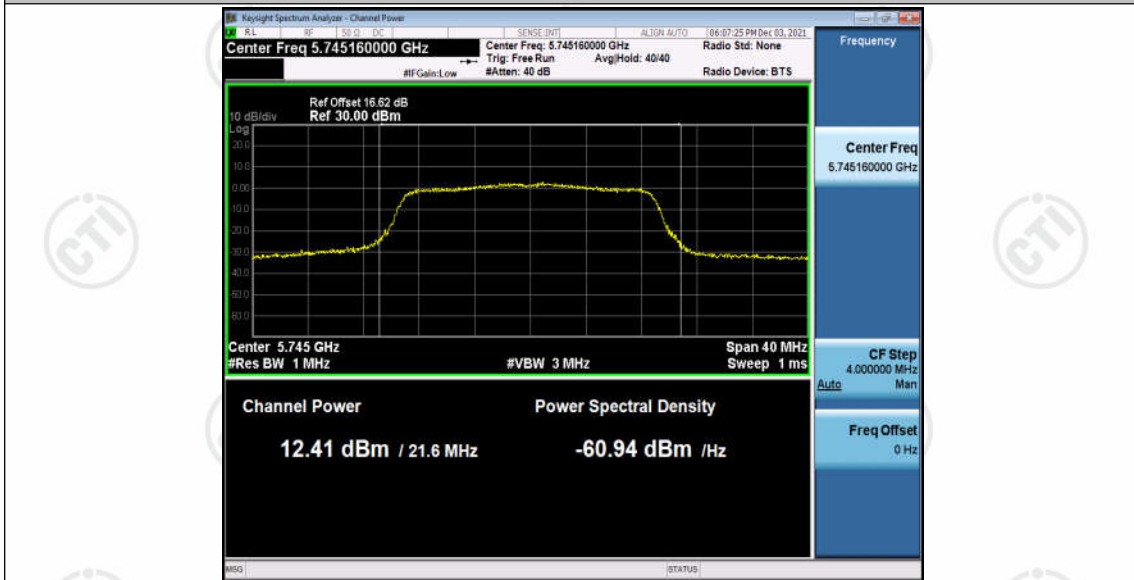 Keysight Spectrum Analyzer - Channel Power
RL RF 50 Ω DC SENSE:INT ALIGN AUTO 06:07:25 PM Dec 03, 2021
Center Freq 5.745160000 GHz
Center Freq: 5.745160000 GHz
Radio Std: None
Trig: Free Run Avg|Hold: 40/40
#IFGain:Low
#Atten: 40 dB
Radio Device: BTS
Ref Offset 16.62 dB
10 dB/div Ref 30.00 dBm
Log
20.0
10.0
0.00
-10.0
-20.0
-30.0
-40.0
-50.0
-60.0
Center 5.745 GHz
Span 40 MHz
#Res BW 1 MHz
#VBW 3 MHz
Sweep 1 ms
Channel Power
Power Spectral Density
12.41 dBm / 21.6 MHz
-60.94 dBm /Hz
MSG
STATUS
Frequency
Center Freq
5.745160000 GHz
CF Step
4.000000 MHz
Auto Man
Freq Offset
0 Hz
CTI
CTI